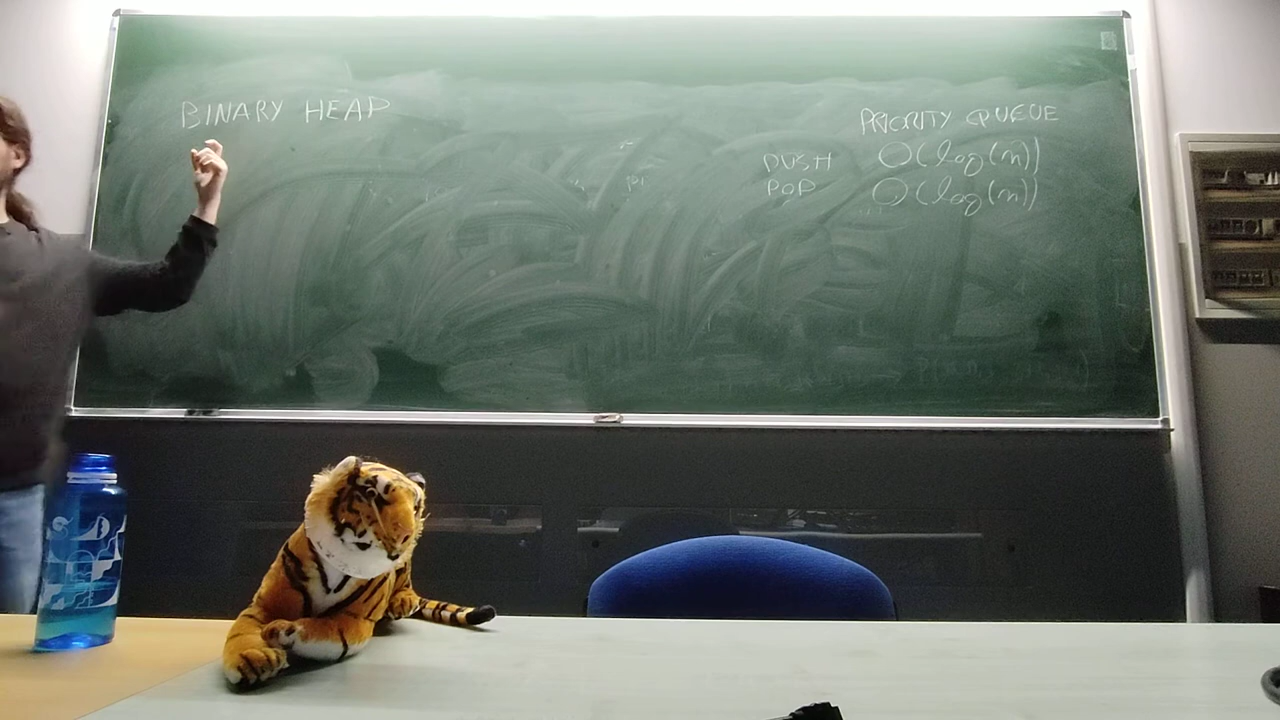 BINARY HEAP
PRIORITY QUEUE
PUSH O(log(n))
POP O(log(n))